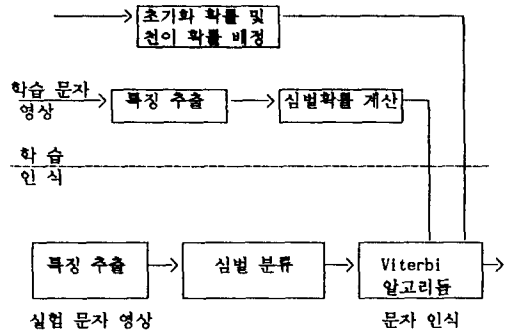 초기화 확률 및
천이 확률 배정
학습 문자
영상
특징 추출
심벌확률 계산
학 습
인 식
특징 추출
심벌 분류
Viterbi
알고리듬
실험 문자 영상
문자 인식